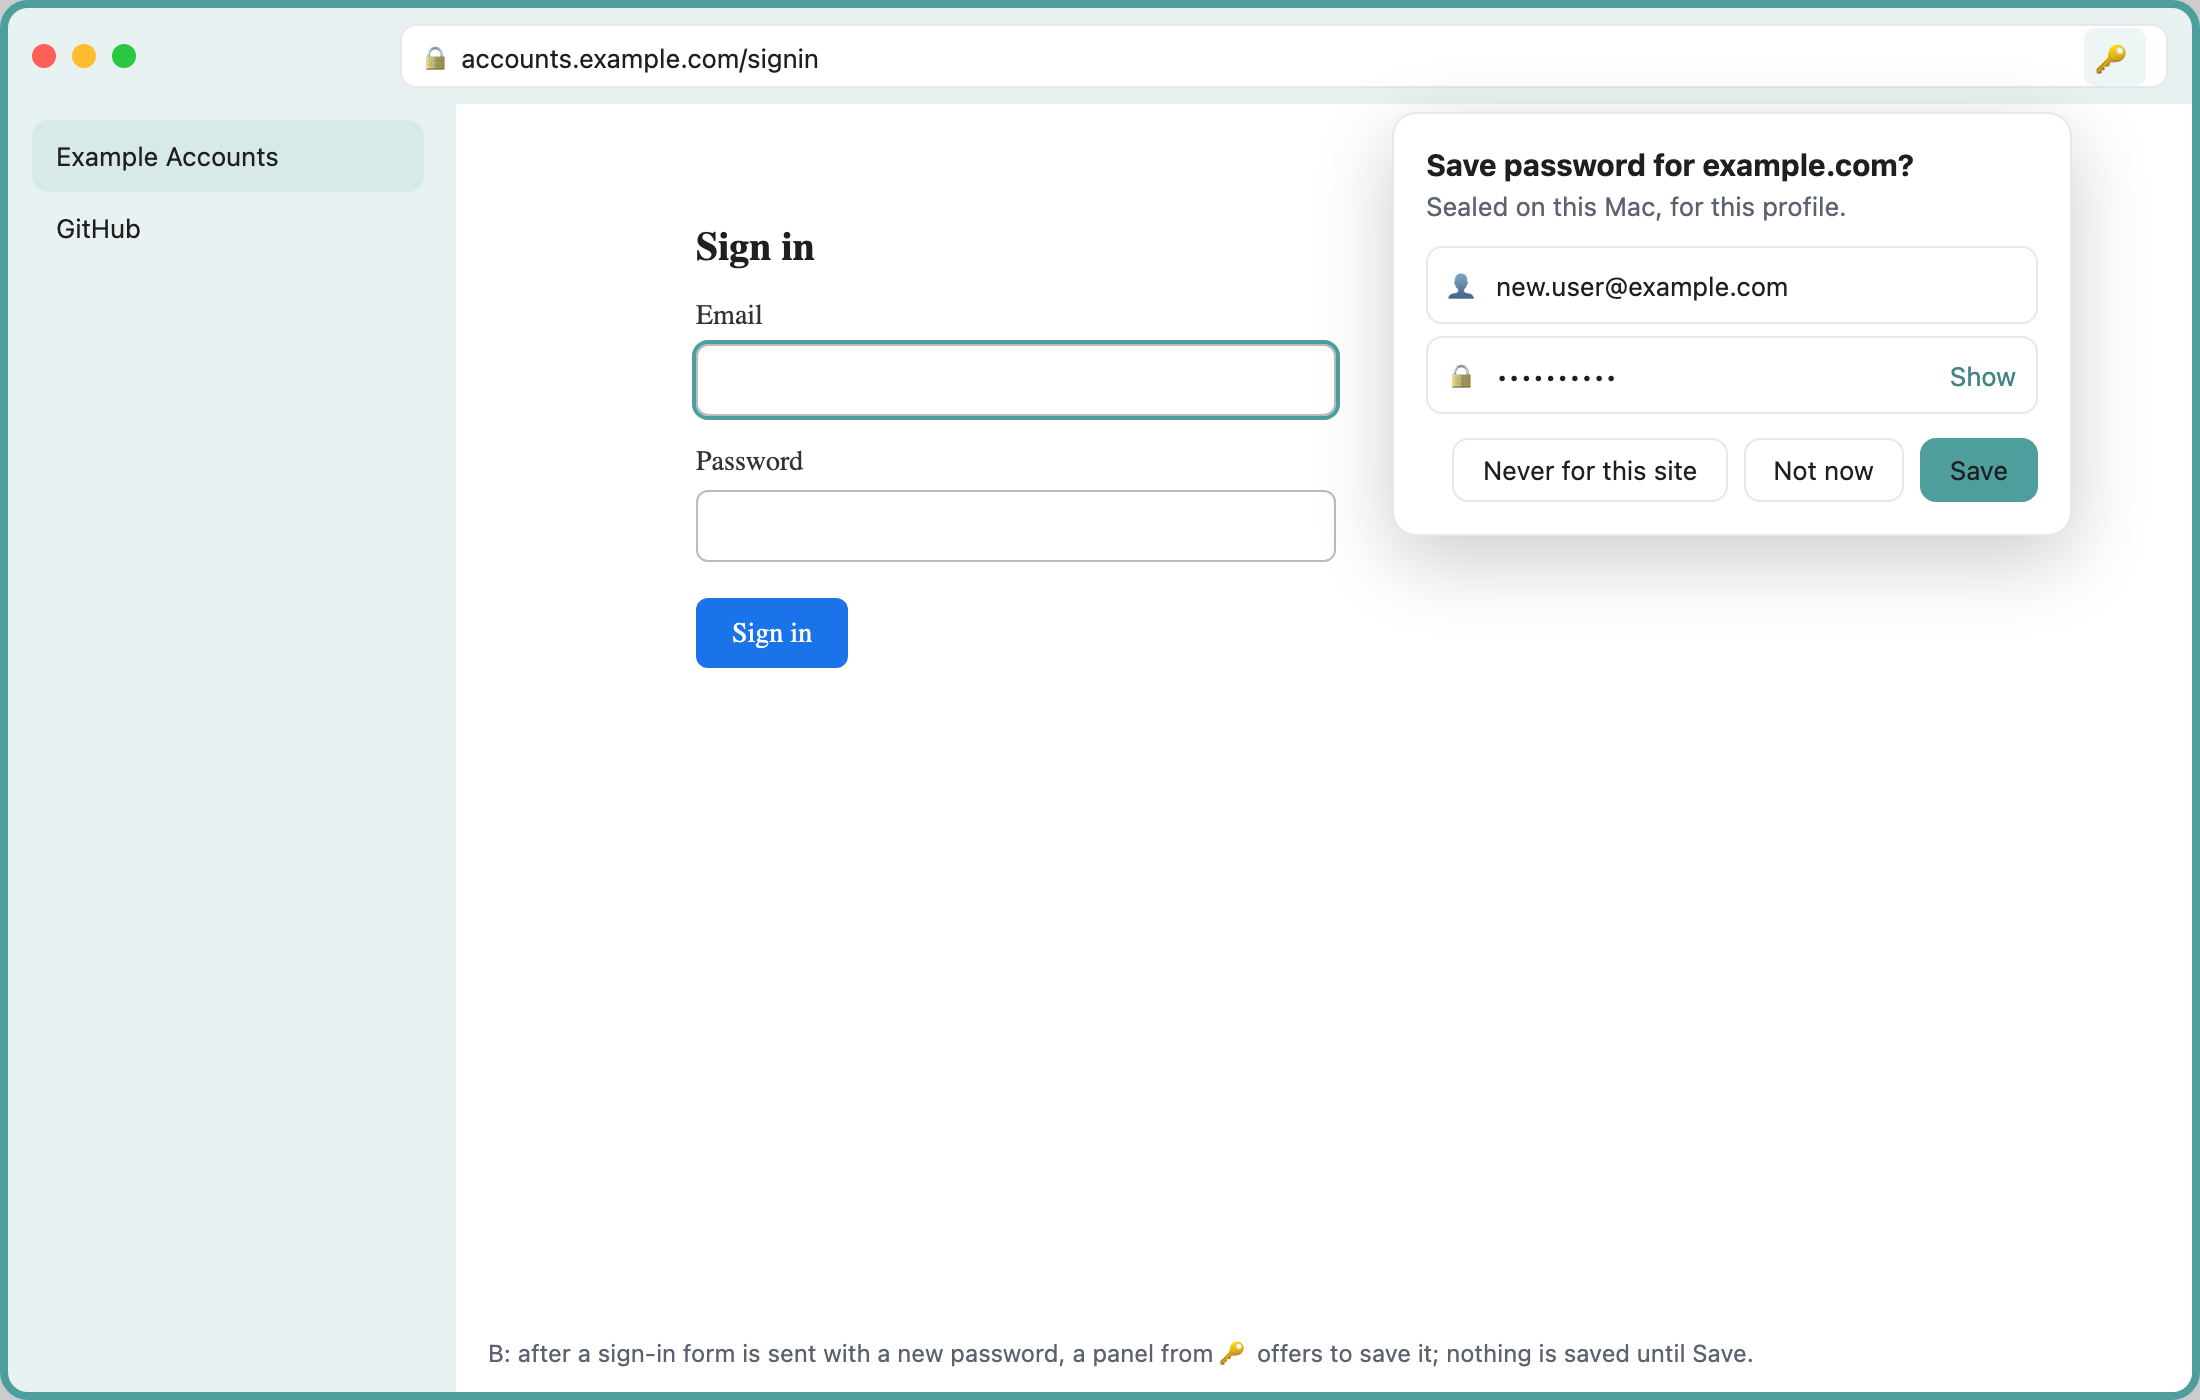 accounts.example.com/signin
Example Accounts
GitHub
Sign in
Email
Password
Sign in
Save password for example.com?
Sealed on this Mac, for this profile.
new.user@example.com
•••••••••• Show
Never for this site
Not now
Save
B: after a sign-in form is sent with a new password, a panel from 🔑 offers to save it; nothing is saved until Save.